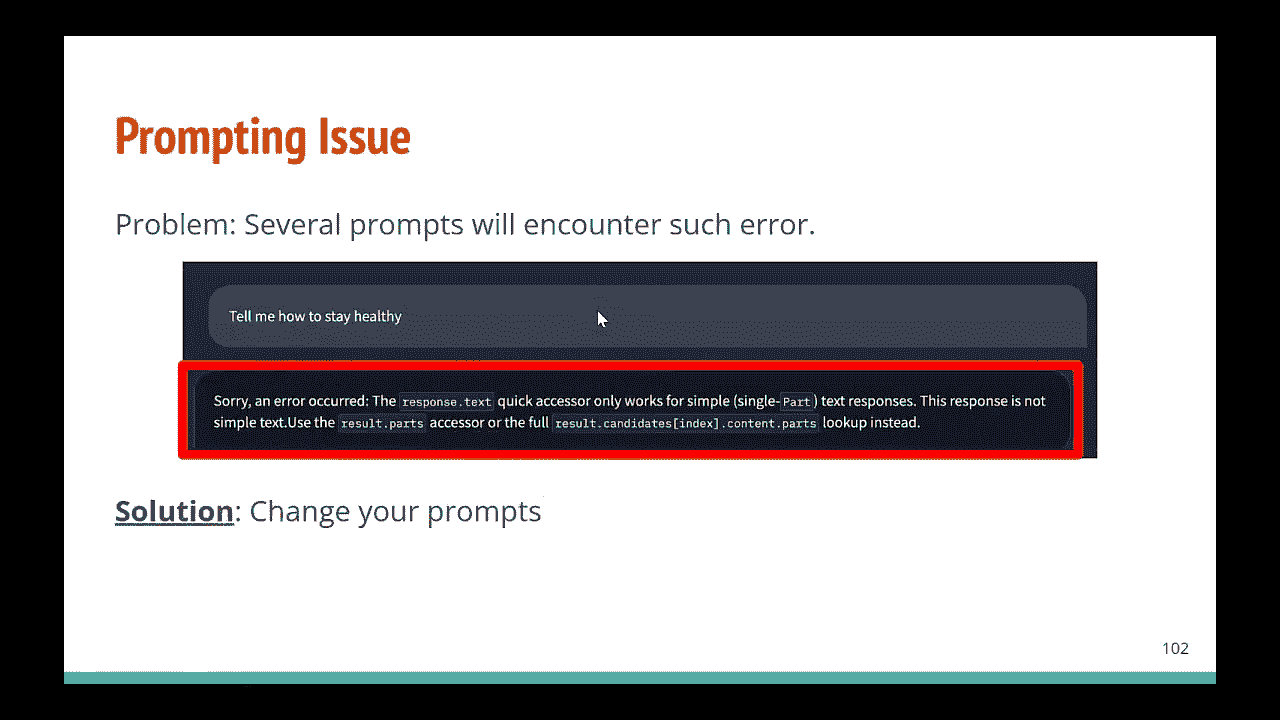 Prompting Issue
Problem: Several prompts will encounter such error.
Tell me how to stay healthy
Sorry, an error occurred: The response.text quick accessor only works for simple (single-Part) text responses. This response is not
simple text.Use the result.parts accessor or the full result.candidates[index].content.parts lookup instead.
Solution: Change your prompts
102